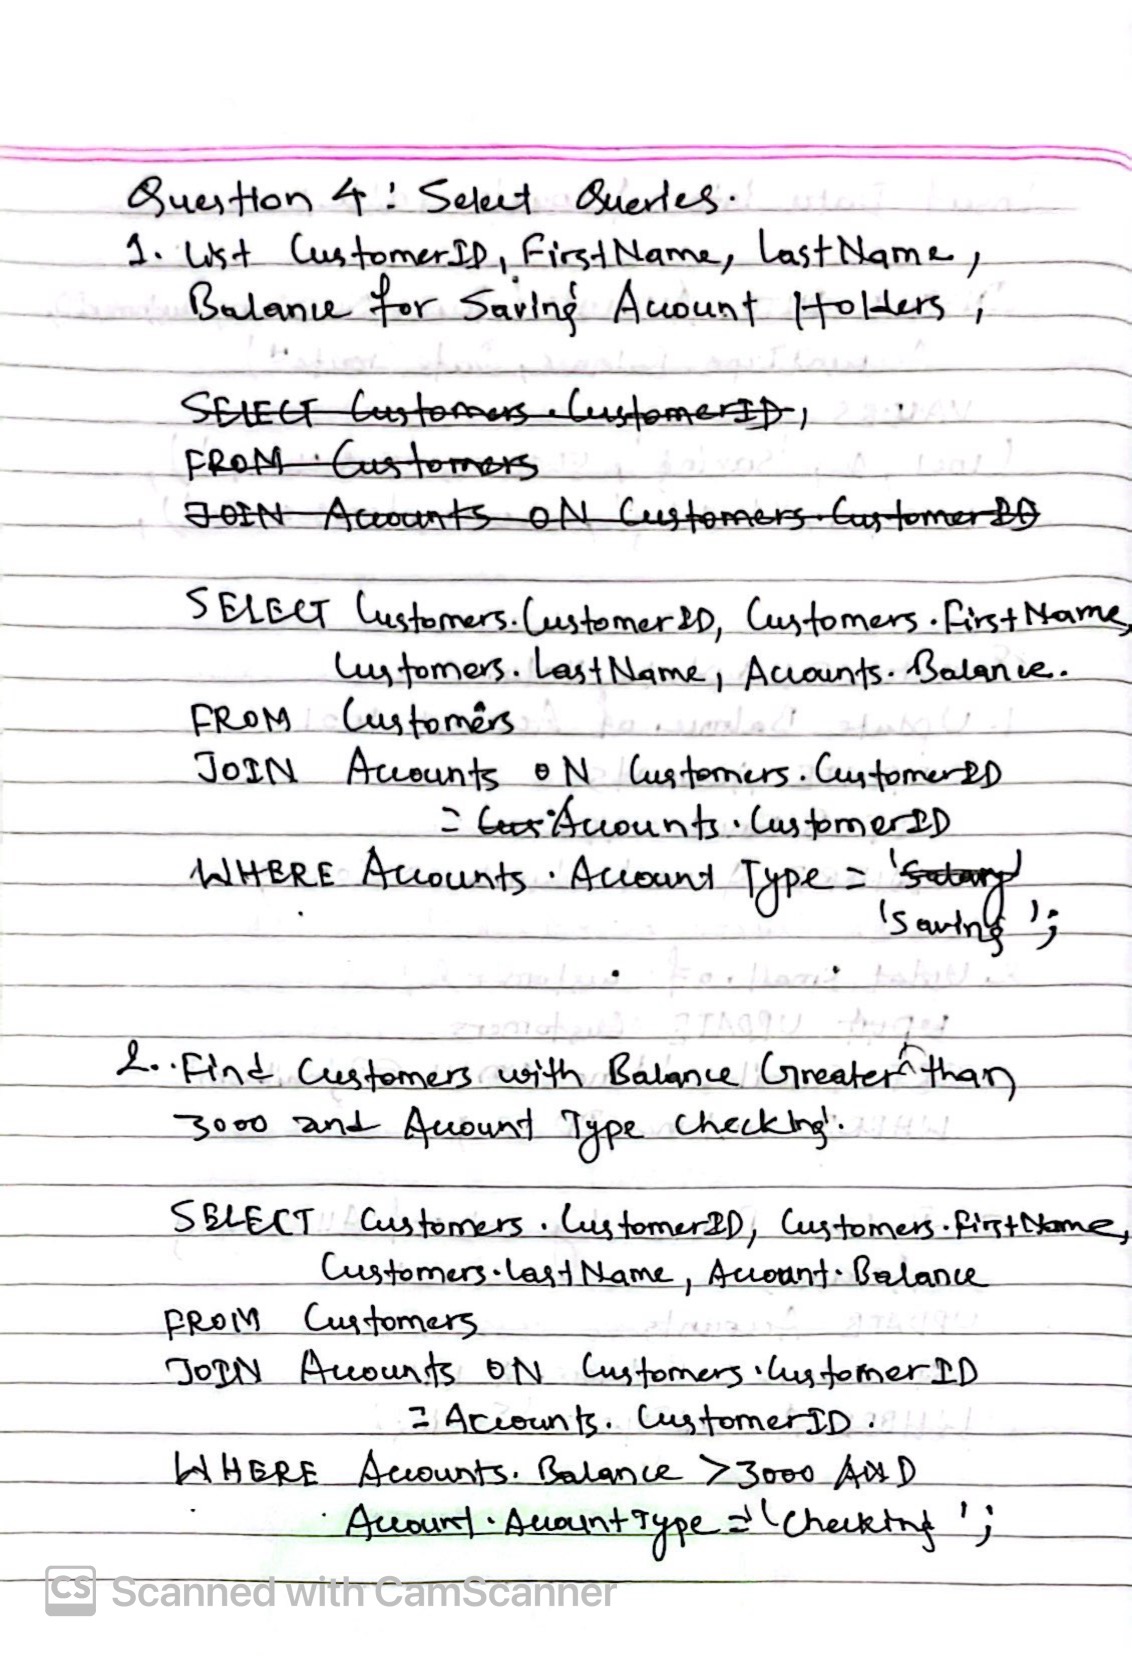 Question 4 : Select Queries.
1. List CustomerID, FirstName, LastName,
Balance for Saving Account Holders ;
SELECT Customers.CustomerID,
FROM Customers
JOIN Accounts ON Customers.CustomerID
SELECT Customers.CustomerID, Customers.FirstName,
Customers.LastName, Accounts.Balance.
FROM Customers
JOIN Accounts ON Customers.CustomerID
= Cus Accounts.CustomerID
WHERE Accounts.Account Type = 'Salary'
'Saving';
2. Find Customers with Balance Greater than
3000 and Account Type Checking.
SELECT Customers.CustomerID, Customers.FirstName,
Customers.LastName, Account.Balance
FROM Customers
JOIN Accounts ON Customers.CustomerID
= Accounts.CustomerID.
WHERE Accounts.Balance >3000 AND
Account.AccountType = 'Checking';
CS Scanned with CamScanner